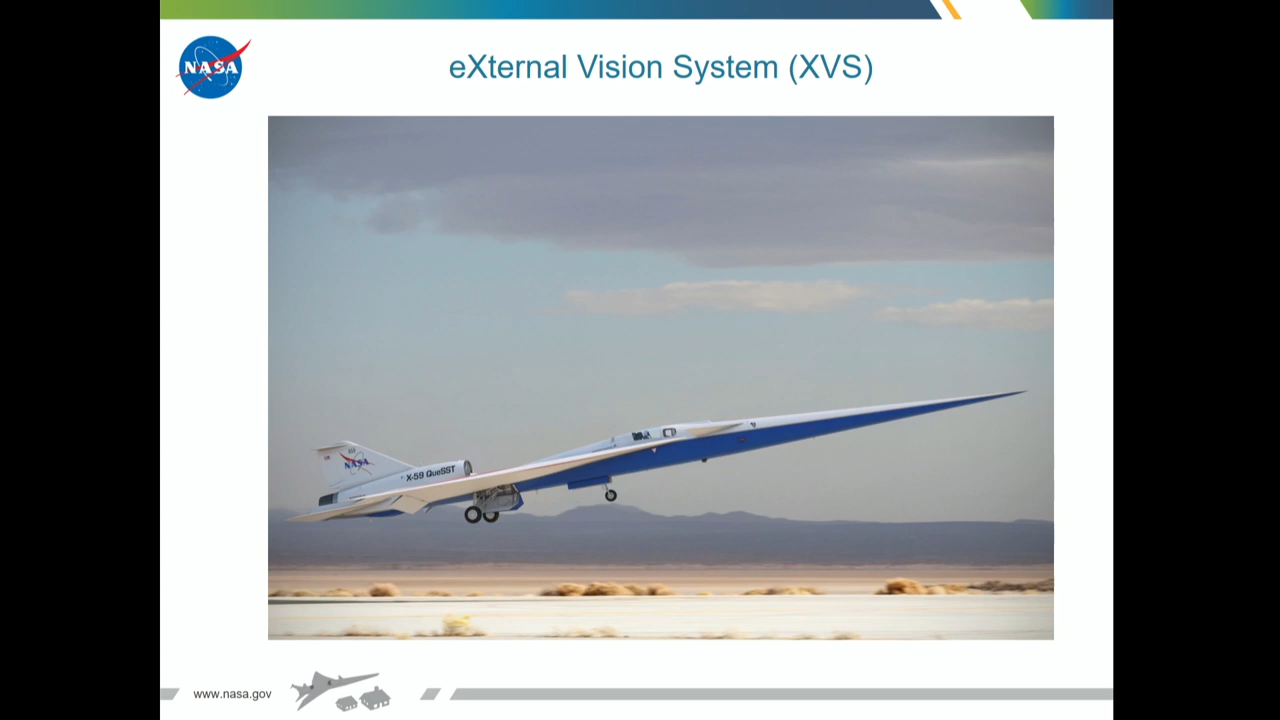 NASA
eXternal Vision System (XVS)
NASA
X-59 QueSST
www.nasa.gov